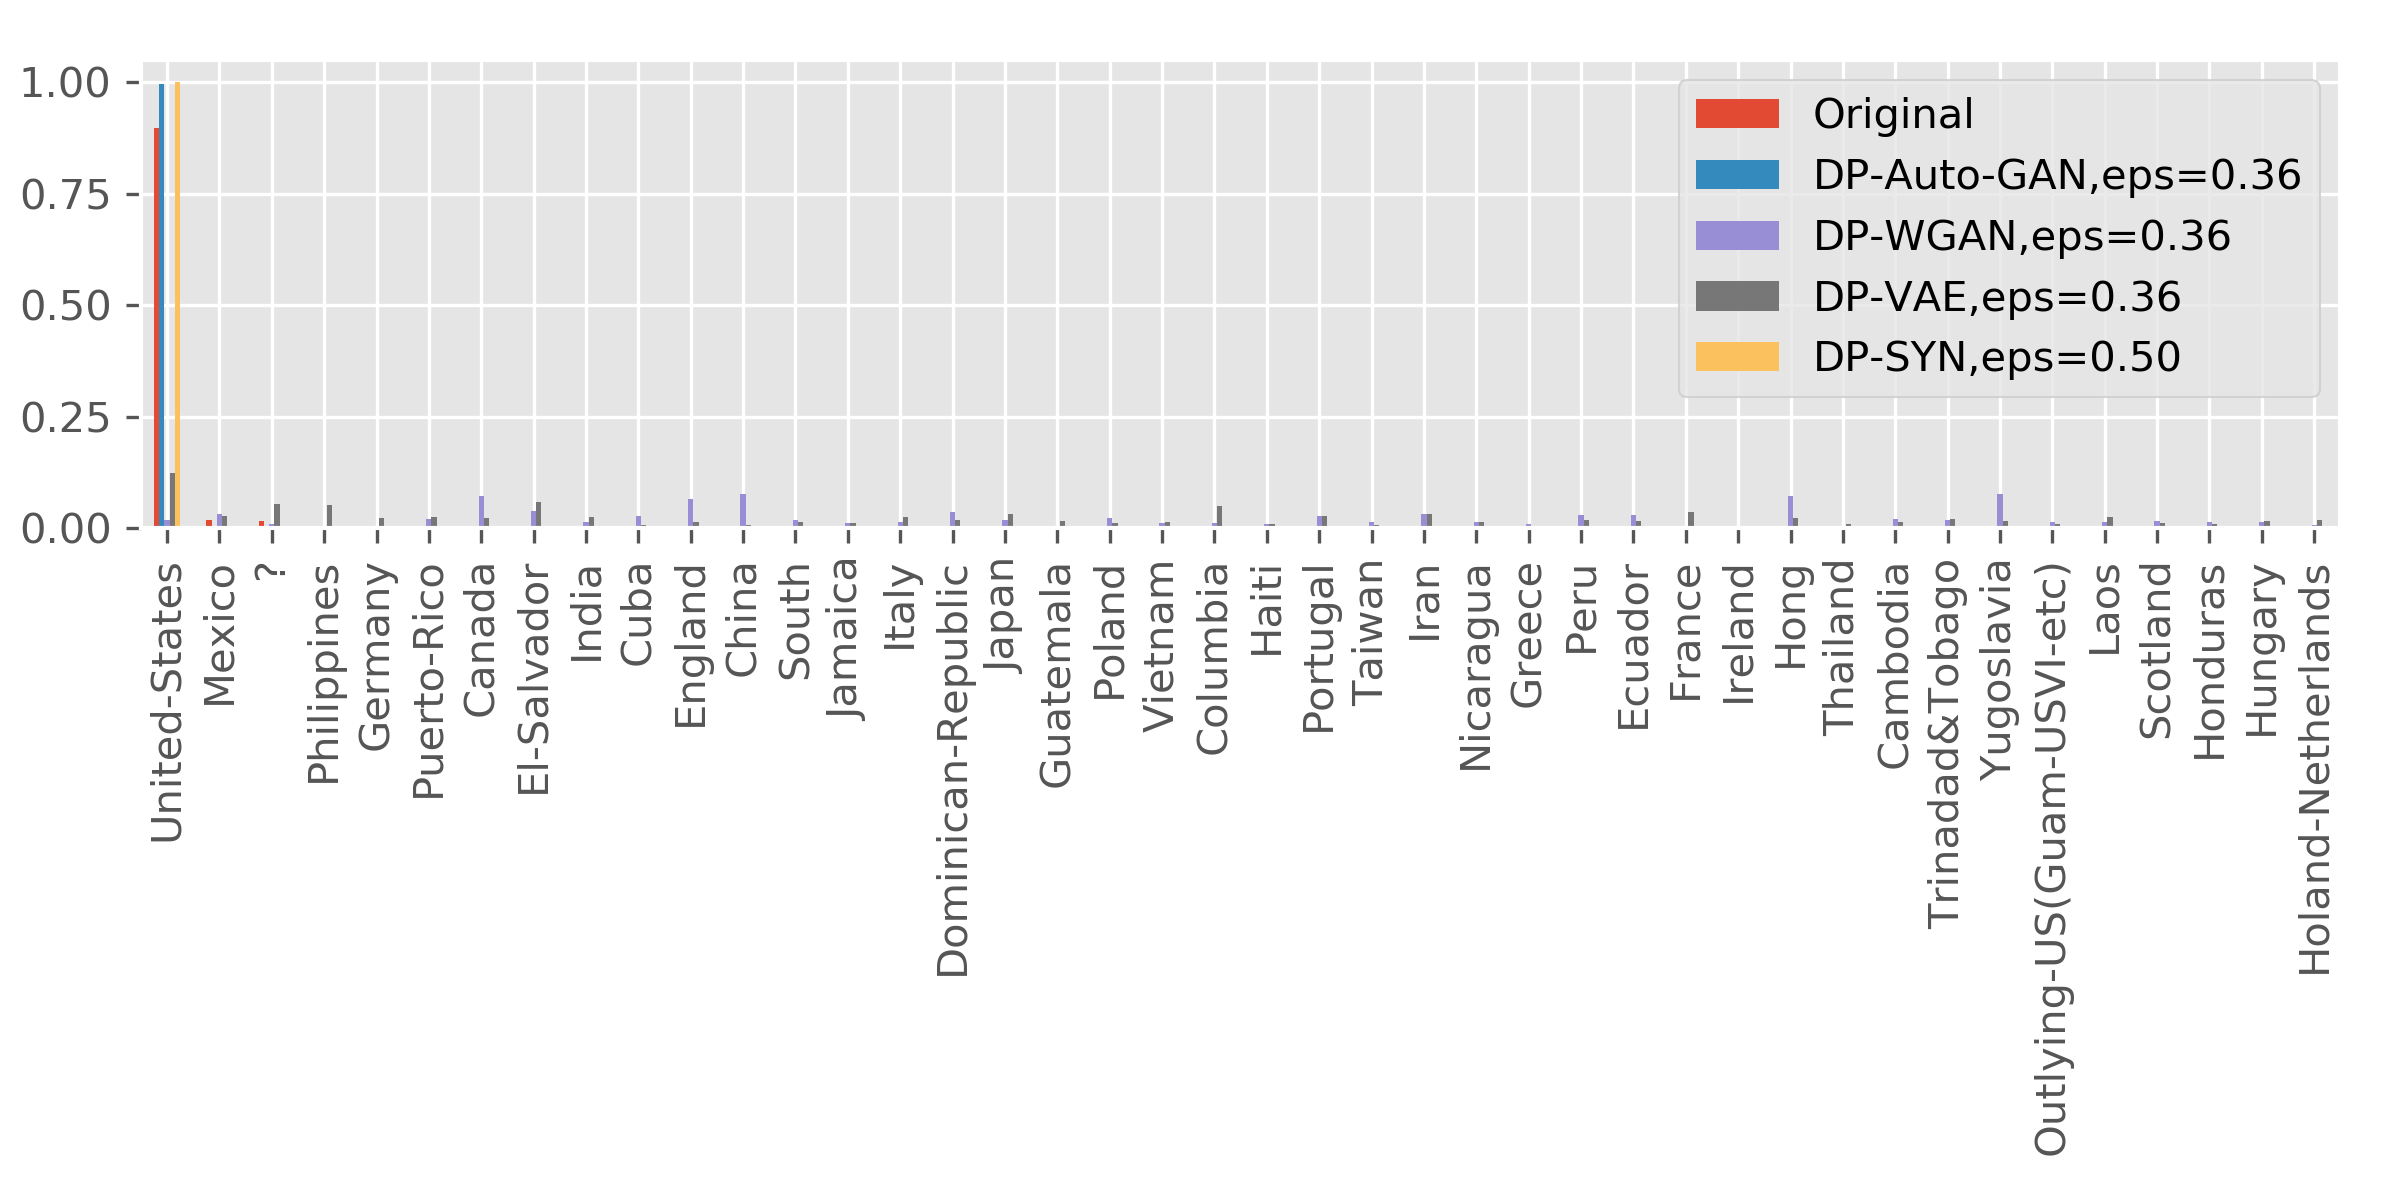 1.00
0.75
0.50
0.25
0.00
Original
DP-Auto-GAN,eps=0.36
DP-WGAN,eps=0.36
DP-VAE,eps=0.36
DP-SYN,eps=0.50
United-States
Mexico
?
Philippines
Germany
Puerto-Rico
Canada
El-Salvador
India
Cuba
England
China
South
Jamaica
Italy
Dominican-Republic
Japan
Guatemala
Poland
Vietnam
Columbia
Haiti
Portugal
Taiwan
Iran
Nicaragua
Greece
Peru
Ecuador
France
Ireland
Hong
Thailand
Cambodia
Trinadad&Tobago
Yugoslavia
Outlying-US(Guam-USVI-etc)
Laos
Scotland
Honduras
Hungary
Holand-Netherlands